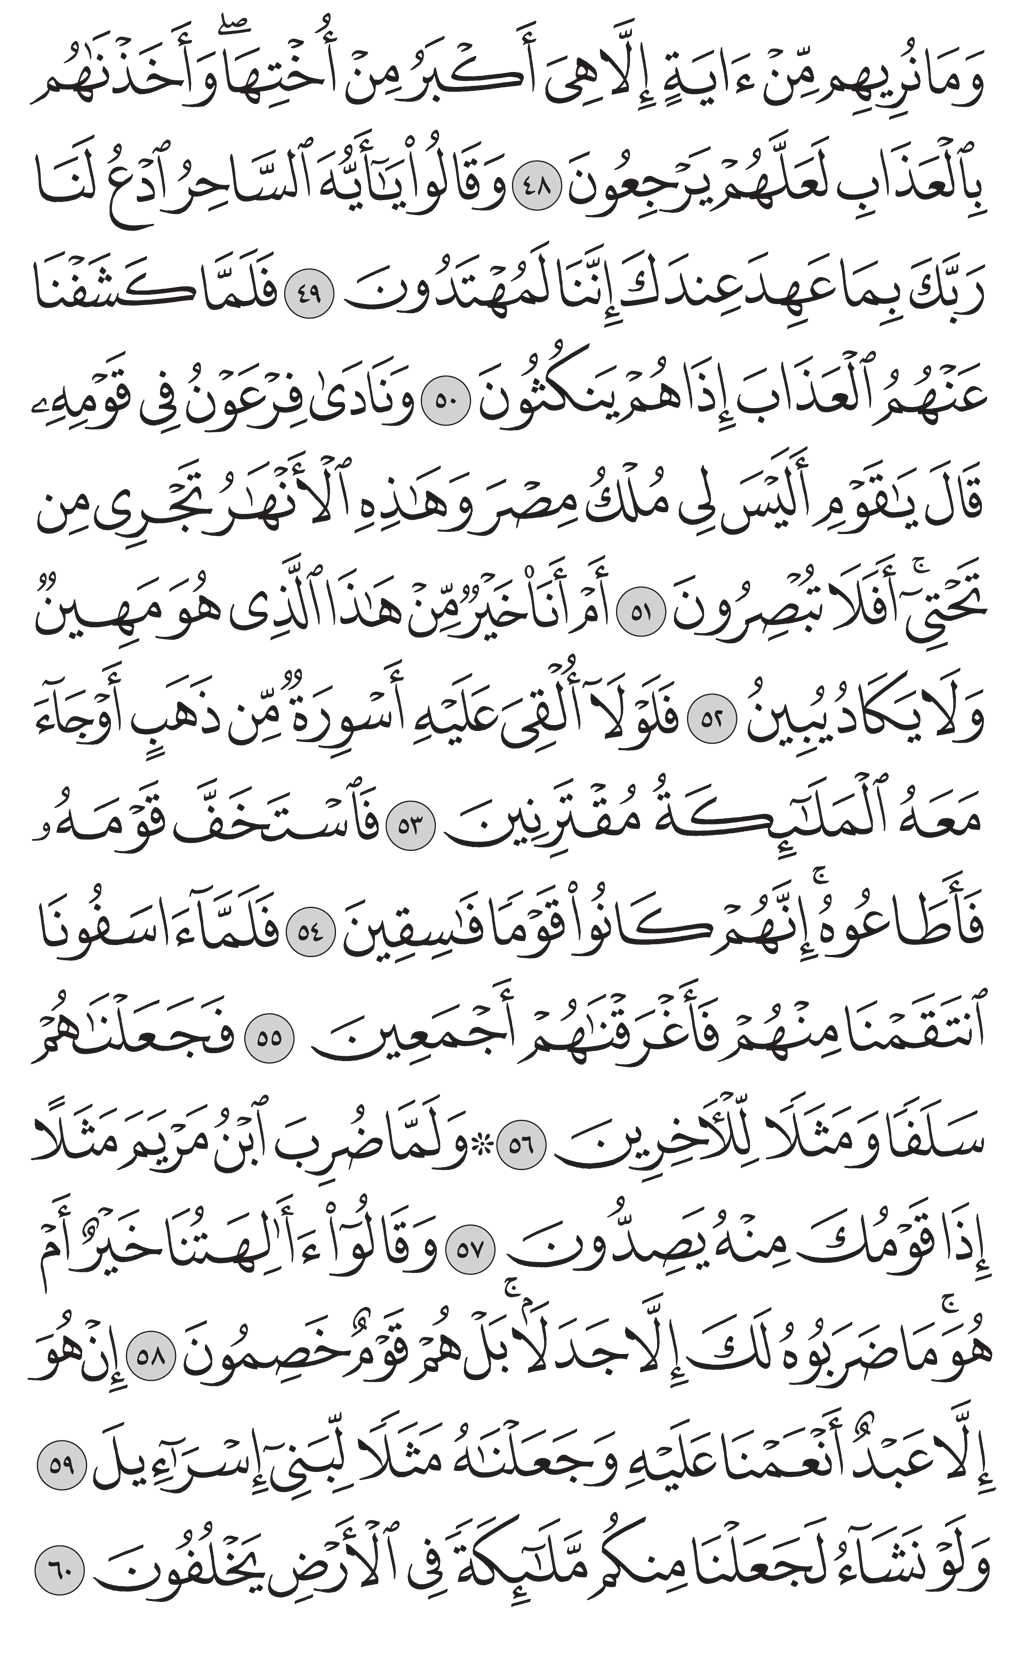 وَمَا نُرِيهِم مِّنْ ءَايَةٍ إِلَّا هِىَ أَكْبَرُ مِنْ أُخْتِهَا ۖ وَأَخَذْنَـٰهُم
بِٱلْعَذَابِ لَعَلَّهُمْ يَرْجِعُونَ ٤٨ وَقَالُوا۟ يَـٰٓأَيُّهَ ٱلسَّاحِرُ ٱدْعُ لَنَا
رَبَّكَ بِمَا عَهِدَ عِندَكَ إِنَّنَا لَمُهْتَدُونَ ٤٩ فَلَمَّا كَشَفْنَا
عَنْهُمُ ٱلْعَذَابَ إِذَا هُمْ يَنكُثُونَ ٥٠ وَنَادَىٰ فِرْعَوْنُ فِى قَوْمِهِۦ
قَالَ يَـٰقَوْمِ أَلَيْسَ لِى مُلْكُ مِصْرَ وَهَـٰذِهِ ٱلْأَنْهَـٰرُ تَجْرِى مِن
تَحْتِىٓ ۚ أَفَلَا تُبْصِرُونَ ٥١ أَمْ أَنَا۠ خَيْرٌ مِّنْ هَـٰذَا ٱلَّذِى هُوَ مَهِينٌ
وَلَا يَكَادُ يُبِينُ ٥٢ فَلَوْلَآ أُلْقِىَ عَلَيْهِ أَسْوِرَةٌ مِّن ذَهَبٍ أَوْ جَآءَ
مَعَهُ ٱلْمَلَـٰٓئِكَةُ مُقْتَرِنِينَ ٥٣ فَٱسْتَخَفَّ قَوْمَهُۥ
فَأَطَاعُوهُ ۚ إِنَّهُمْ كَانُوا۟ قَوْمًا فَـٰسِقِينَ ٥٤ فَلَمَّآ ءَاسَفُونَا
ٱنتَقَمْنَا مِنْهُمْ فَأَغْرَقْنَـٰهُمْ أَجْمَعِينَ ٥٥ فَجَعَلْنَـٰهُمْ
سَلَفًا وَمَثَلًا لِّلْـَٔاخِرِينَ ٥٦ ۞ وَلَمَّا ضُرِبَ ٱبْنُ مَرْيَمَ مَثَلًا
إِذَا قَوْمُكَ مِنْهُ يَصِدُّونَ ٥٧ وَقَالُوٓا۟ ءَأَـٰلِهَتُنَا خَيْرٌ أَمْ
هُوَ ۚ مَا ضَرَبُوهُ لَكَ إِلَّا جَدَلًۢا ۚ بَلْ هُمْ قَوْمٌ خَصِمُونَ ٥٨ إِنْ هُوَ
إِلَّا عَبْدٌ أَنْعَمْنَا عَلَيْهِ وَجَعَلْنَـٰهُ مَثَلًا لِّبَنِىٓ إِسْرَـٰٓءِيلَ ٥٩
وَلَوْ نَشَآءُ لَجَعَلْنَا مِنكُم مَّلَـٰٓئِكَةً فِى ٱلْأَرْضِ يَخْلُفُونَ ٦٠